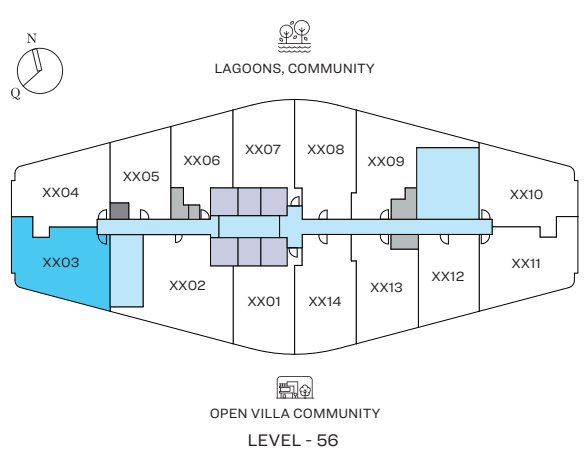 N
Q
LAGOONS, COMMUNITY
XX07 XX08
XX06 XX09
XX05
XX04 XX10
XX03 XX11
XX12
XX02 XX13
XX01 XX14
OPEN VILLA COMMUNITY
LEVEL - 56